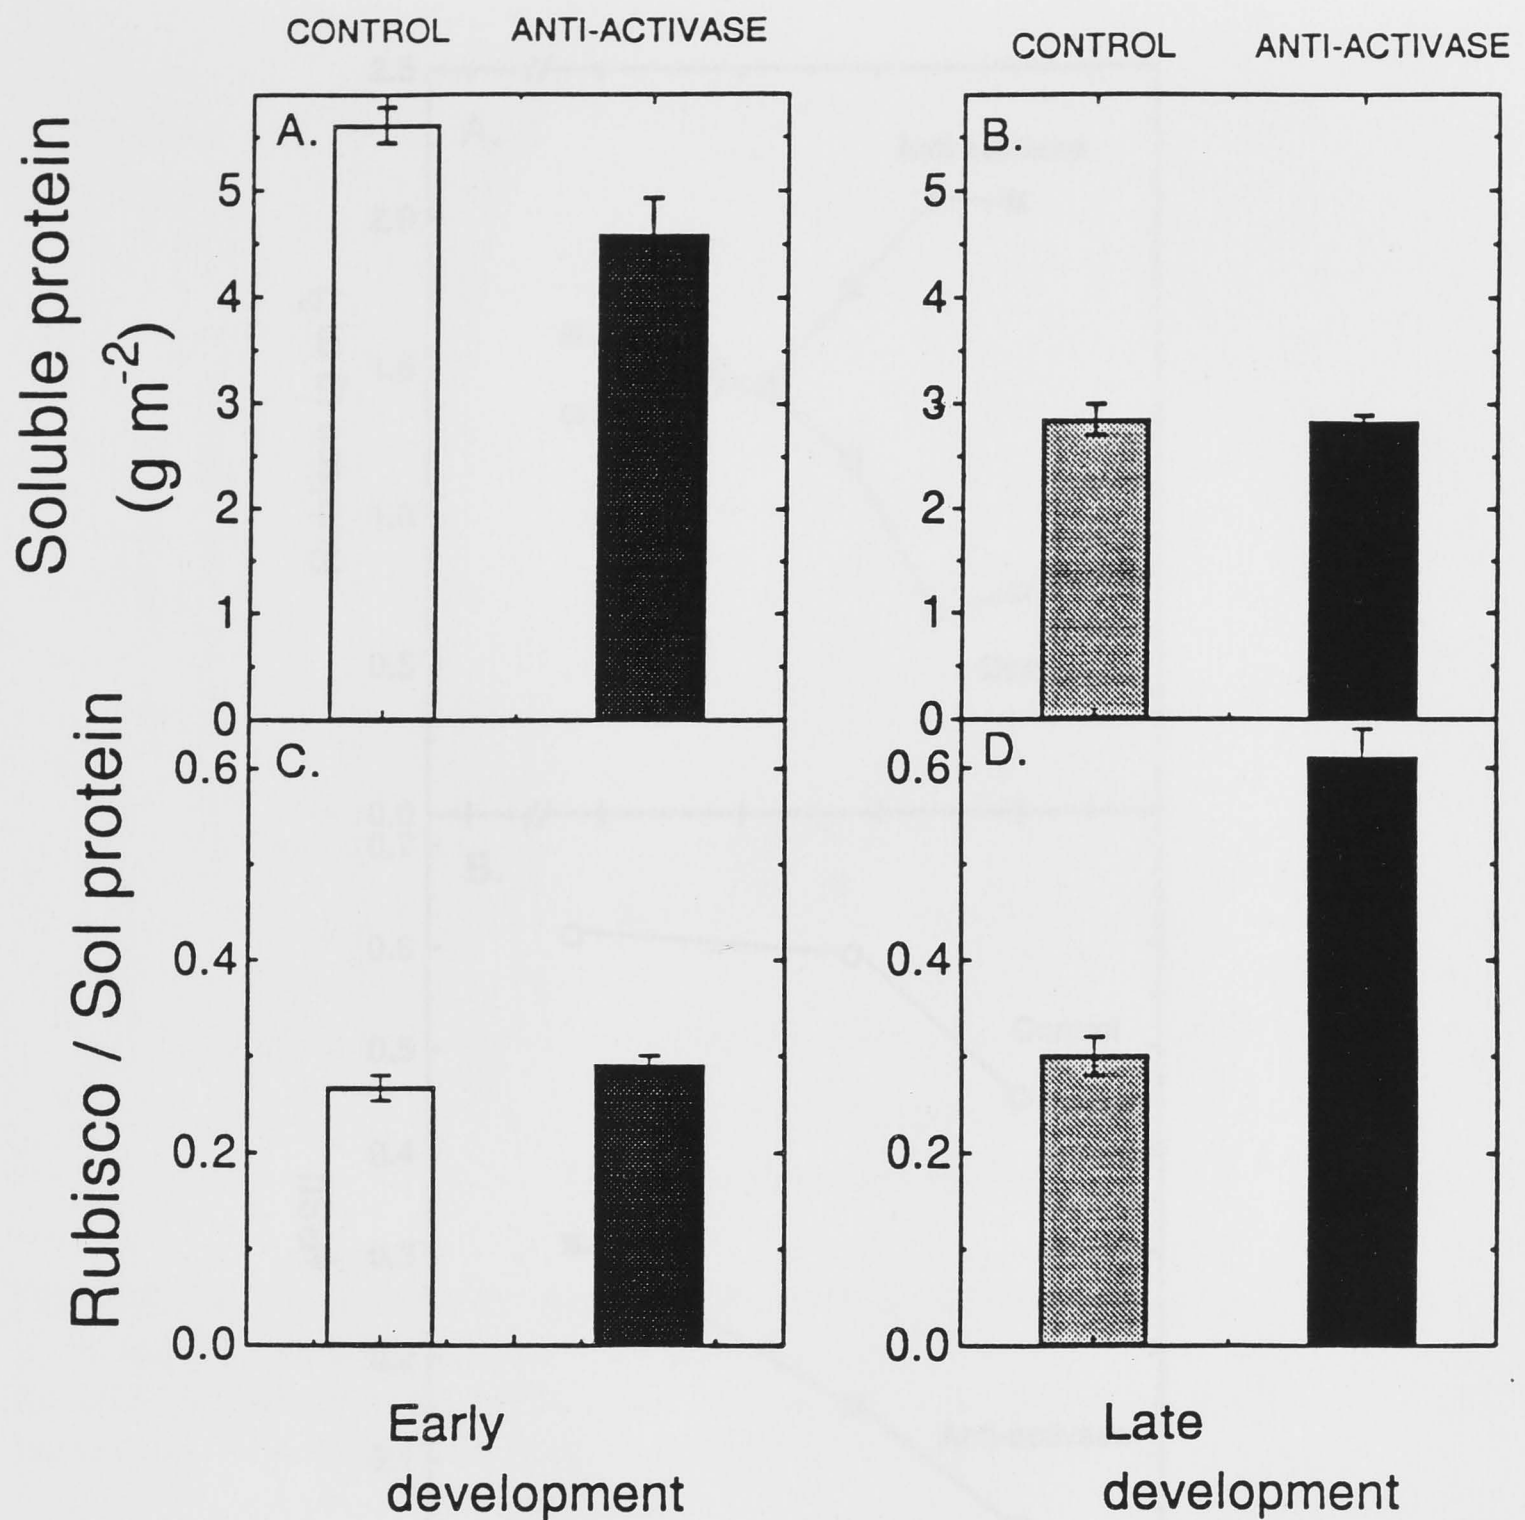 CONTROL ANTI-ACTIVASE
CONTROL ANTI-ACTIVASE
Soluble protein
(g m-2)
A.
5
4
3
2
1
0
B.
5
4
3
2
1
0
Rubisco / Sol protein
C.
0.6
0.4
0.2
0.0
D.
0.6
0.4
0.2
0.0
Early
development
Late
development